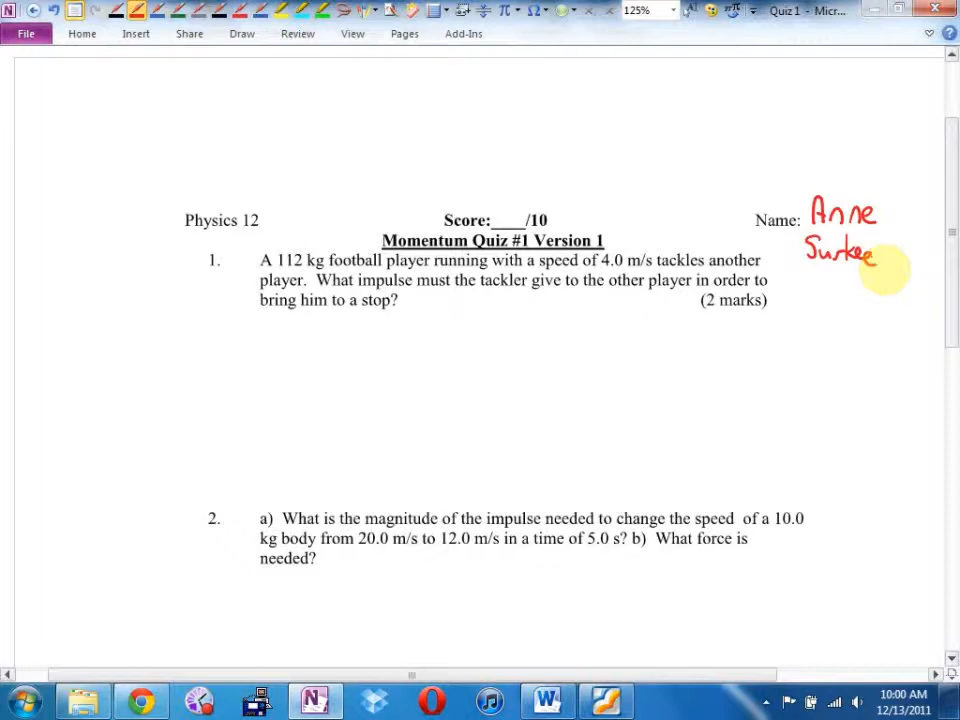 125%
Quiz1 - Micr...
File Home Insert Share Draw Review View Pages Add-Ins
Physics 12 Score:____/10 Name: Anne
Surkee
Momentum Quiz #1 Version 1
1. A 112 kg football player running with a speed of 4.0 m/s tackles another
player. What impulse must the tackler give to the other player in order to
bring him to a stop? (2 marks)
2. a) What is the magnitude of the impulse needed to change the speed of a 10.0
kg body from 20.0 m/s to 12.0 m/s in a time of 5.0 s? b) What force is
needed?
10:00 AM
12/13/2011